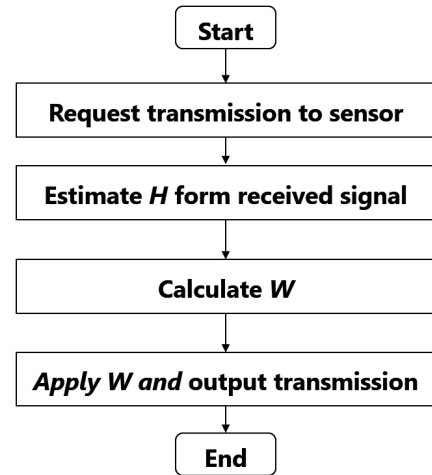 Start
Request transmission to sensor
Estimate H form received signal
Calculate W
Apply W and output transmission
End